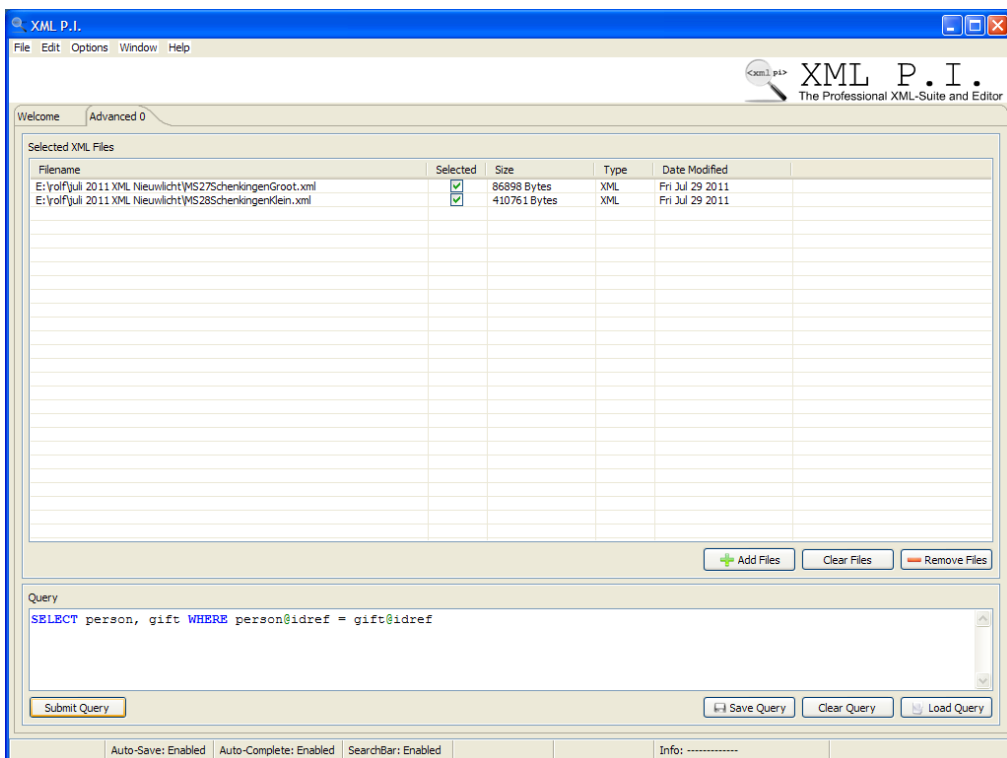 XML P.I.
File Edit Options Window Help
<xml pi> XML P.I.
The Professional XML-Suite and Editor
Welcome Advanced 0
Selected XML Files
Filename Selected Size Type Date Modified
E:\rolf\juli 2011 XML Nieuwlicht\MS27SchenkingenGroot.xml 86898 Bytes XML Fri Jul 29 2011
E:\rolf\juli 2011 XML Nieuwlicht\MS28SchenkingenKlein.xml 410761 Bytes XML Fri Jul 29 2011
Add Files Clear Files Remove Files
Query
SELECT person, gift WHERE person@idref = gift@idref
Submit Query Save Query Clear Query Load Query
Auto-Save: Enabled Auto-Complete: Enabled SearchBar: Enabled Info: -------------